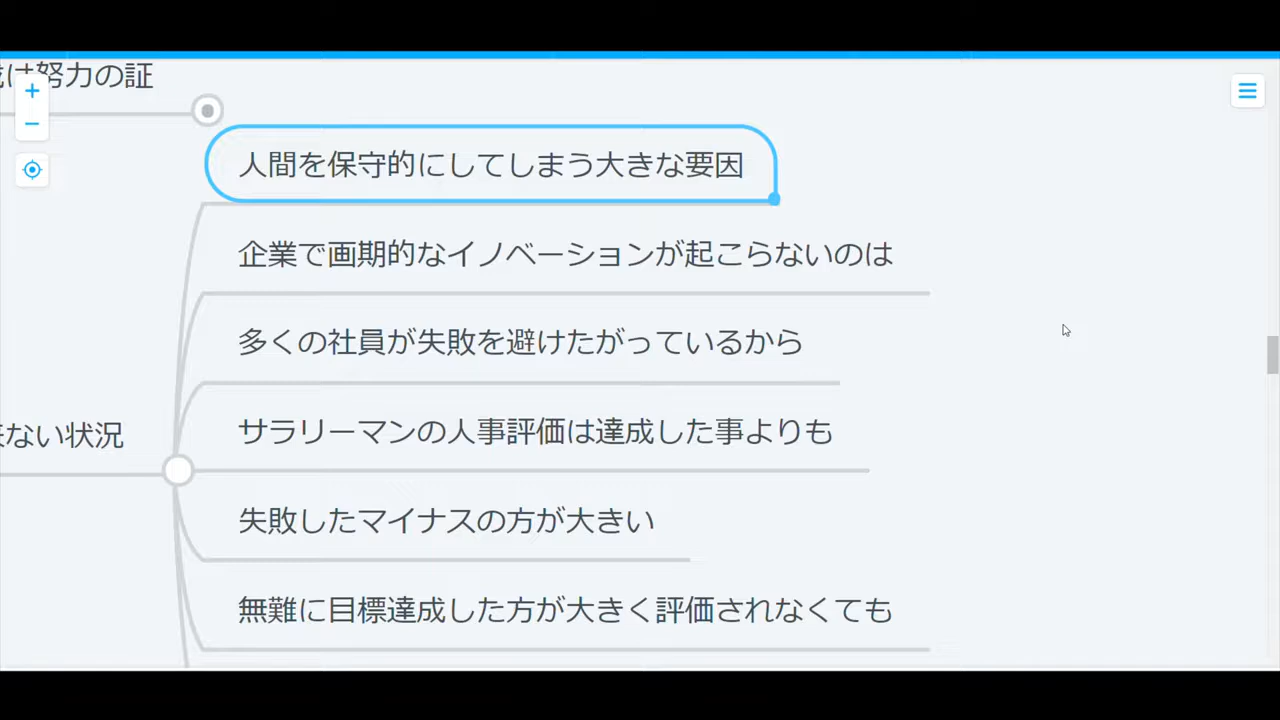 は努力の証
人間を保守的にしてしまう大きな要因
企業で画期的なイノベーションが起こらないのは
多くの社員が失敗を避けたがっているから
サラリーマンの人事評価は達成した事よりも
ない状況
失敗したマイナスの方が大きい
無難に目標達成した方が大きく評価されなくても